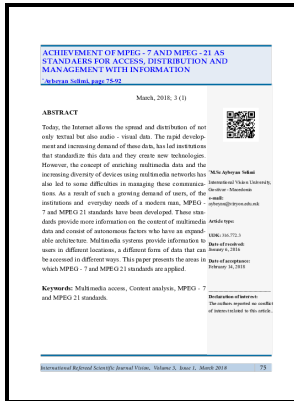 ACHIEVEMENT OF MPEG - 7 AND MPEG - 21 AS
STANDAERS FOR ACCESS, DISTRIBUTION AND
MANAGEMENT WITH INFORMATION
*Aybeyan Selimi, page 75-92
March, 2018; 3 (1)
ABSTRACT
Today, the Internet allows the spread and distribution of not
only textual but also audio - visual data. The rapid develop-
ment and increasing demand of these data, has led institutions
that standardize this data and they create new technologies.
However, the concept of enriching multimedia data and the
increasing diversity of devices using multimedia networks has
also led to some difficulties in managing these communica-
tions. As a result of such a growing demand of users, of the
institutions and everyday needs of a modern man, MPEG -
7 and MPEG 21 standards have been developed. These stan-
dards provide more information on the content of multimedia
data and consist of autonomous factors who have an expand-
able architecture. Multimedia systems provide information to
users in different locations, a different form of data that can
be accessed in different ways. This paper presents the areas in
which MPEG - 7 and MPEG 21 standards are applied.
Keywords: Multimedia access, Content analysis, MPEG - 7
and MPEG 21 standards.
*M.Sc Aybeyan Selimi
International Vision University,
Gostivar - Macedonia
e-mail:
aybeyan@vizyon.edu.mk
Article type:
UDK: 316.772.3
Date of received:
January 6, 2018
Date of acceptance:
February 14, 2018
Declaration of interest:
The authors reported no conflict
of interest related to this article.
International Refereed Scientific Journal Vision, Volume 3, Issue 1, March 2018 75